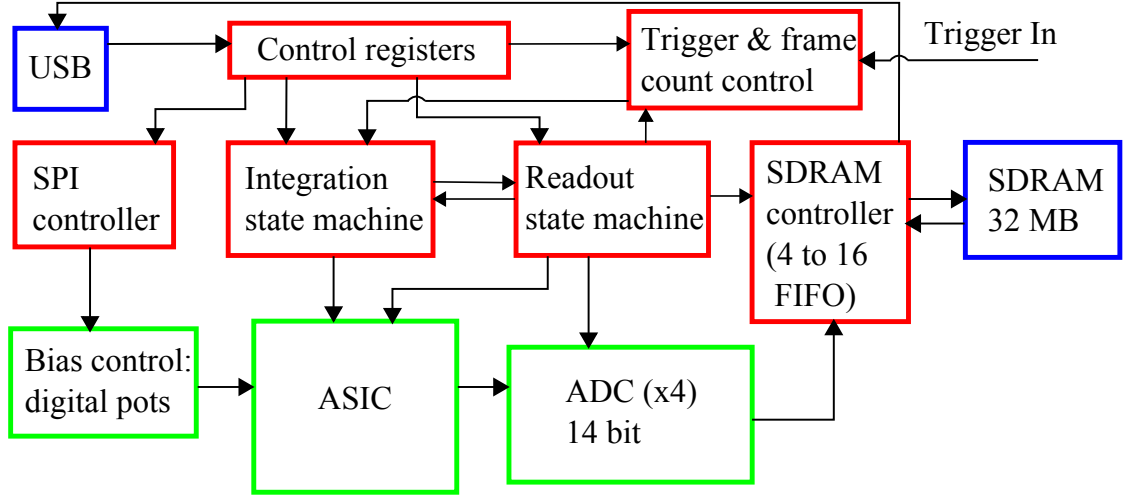 USB
Control registers
Trigger & frame
count control
Trigger In
SPI
controller
Integration
state machine
Readout
state machine
SDRAM
controller
(4 to 16
FIFO)
SDRAM
32 MB
Bias control:
digital pots
ASIC
ADC (x4)
14 bit